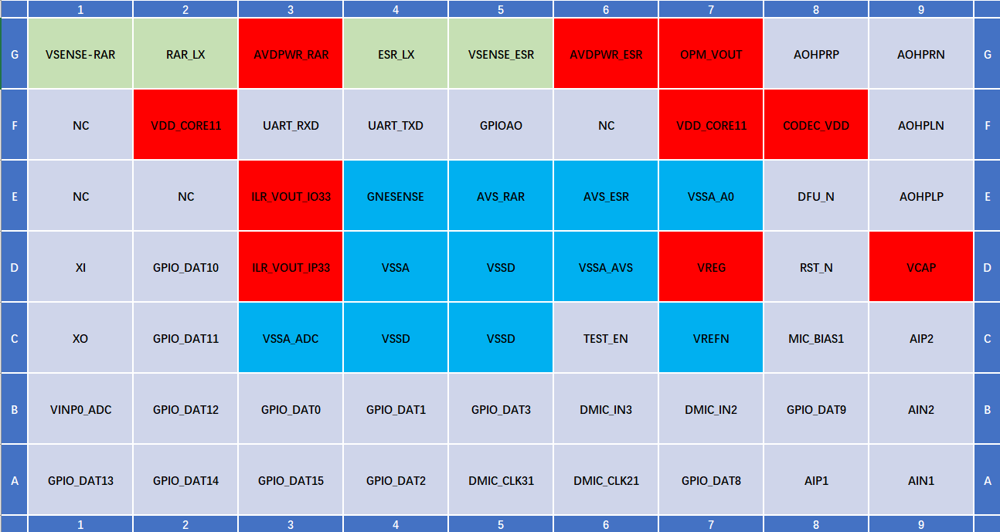 1 2 3 4 5 6 7 8 9
G VSENSE-RAR RAR_LX AVDPWR_RAR ESR_LX VSENSE_ESR AVDPWR_ESR OPM_VOUT AOHPRP AOHPRN G
F NC VDD_CORE11 UART_RXD UART_TXD GPIOAO NC VDD_CORE11 CODEC_VDD AOHPLN F
E NC NC ILR_VOUT_IO33 GNESENSE AVS_RAR AVS_ESR VSSA_A0 DFU_N AOHPLP E
D XI GPIO_DAT10 ILR_VOUT_IP33 VSSA VSSD VSSA_AVS VREG RST_N VCAP D
C XO GPIO_DAT11 VSSA_ADC VSSD VSSD TEST_EN VREFN MIC_BIAS1 AIP2 C
B VINP0_ADC GPIO_DAT12 GPIO_DAT0 GPIO_DAT1 GPIO_DAT3 DMIC_IN3 DMIC_IN2 GPIO_DAT9 AIN2 B
A GPIO_DAT13 GPIO_DAT14 GPIO_DAT15 GPIO_DAT2 DMIC_CLK31 DMIC_CLK21 GPIO_DAT8 AIP1 AIN1 A
1 2 3 4 5 6 7 8 9